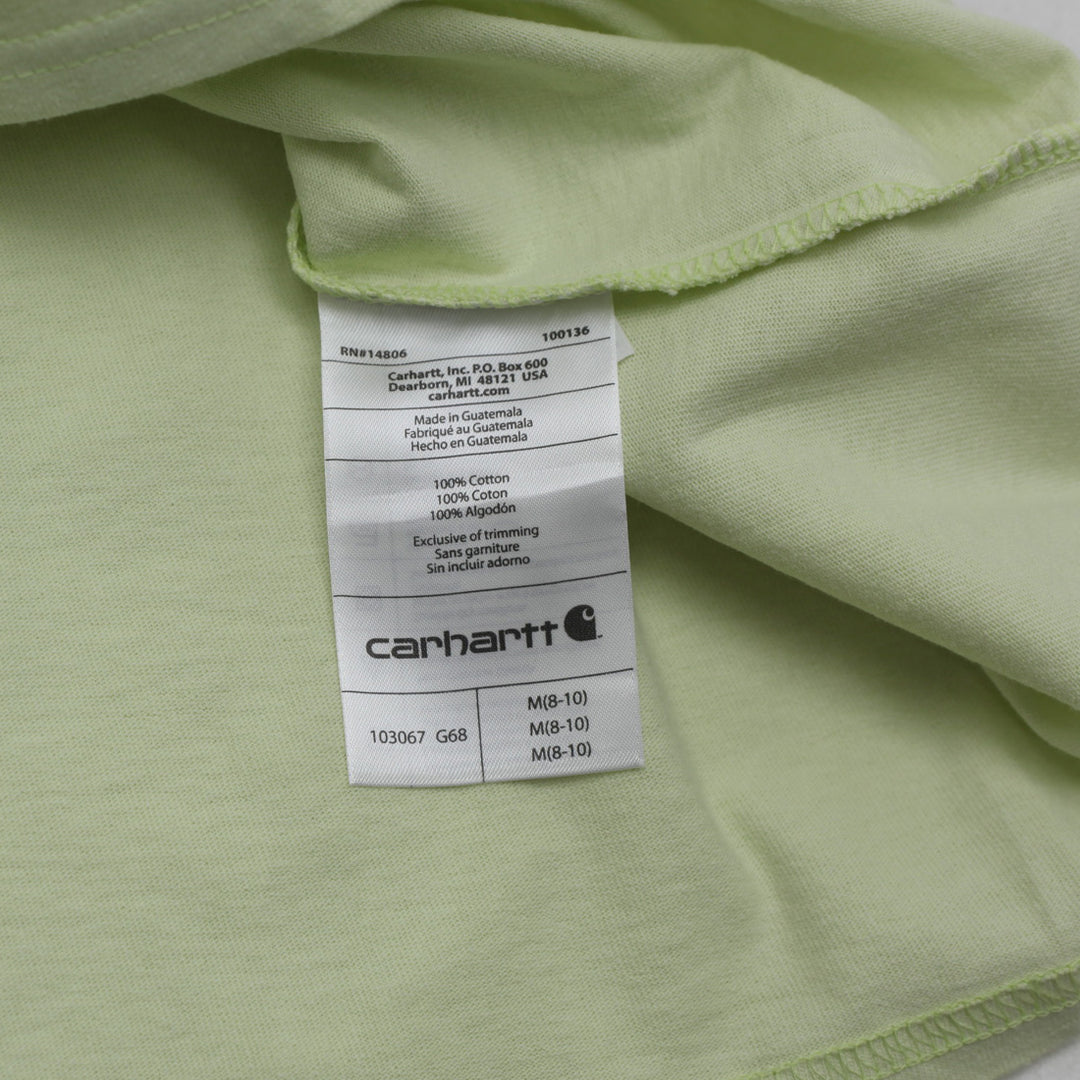 RN#14806 100136
Carhartt, Inc. P.O. Box 600
Dearborn, MI 48121 USA
carhartt.com
Made in Guatemala
Fabriqué au Guatemala
Hecho en Guatemala
100% Cotton
100% Coton
100% Algodón
Exclusive of trimming
Sans garniture
Sin incluir adorno
carhartt
103067 G68
M(8-10)
M(8-10)
M(8-10)